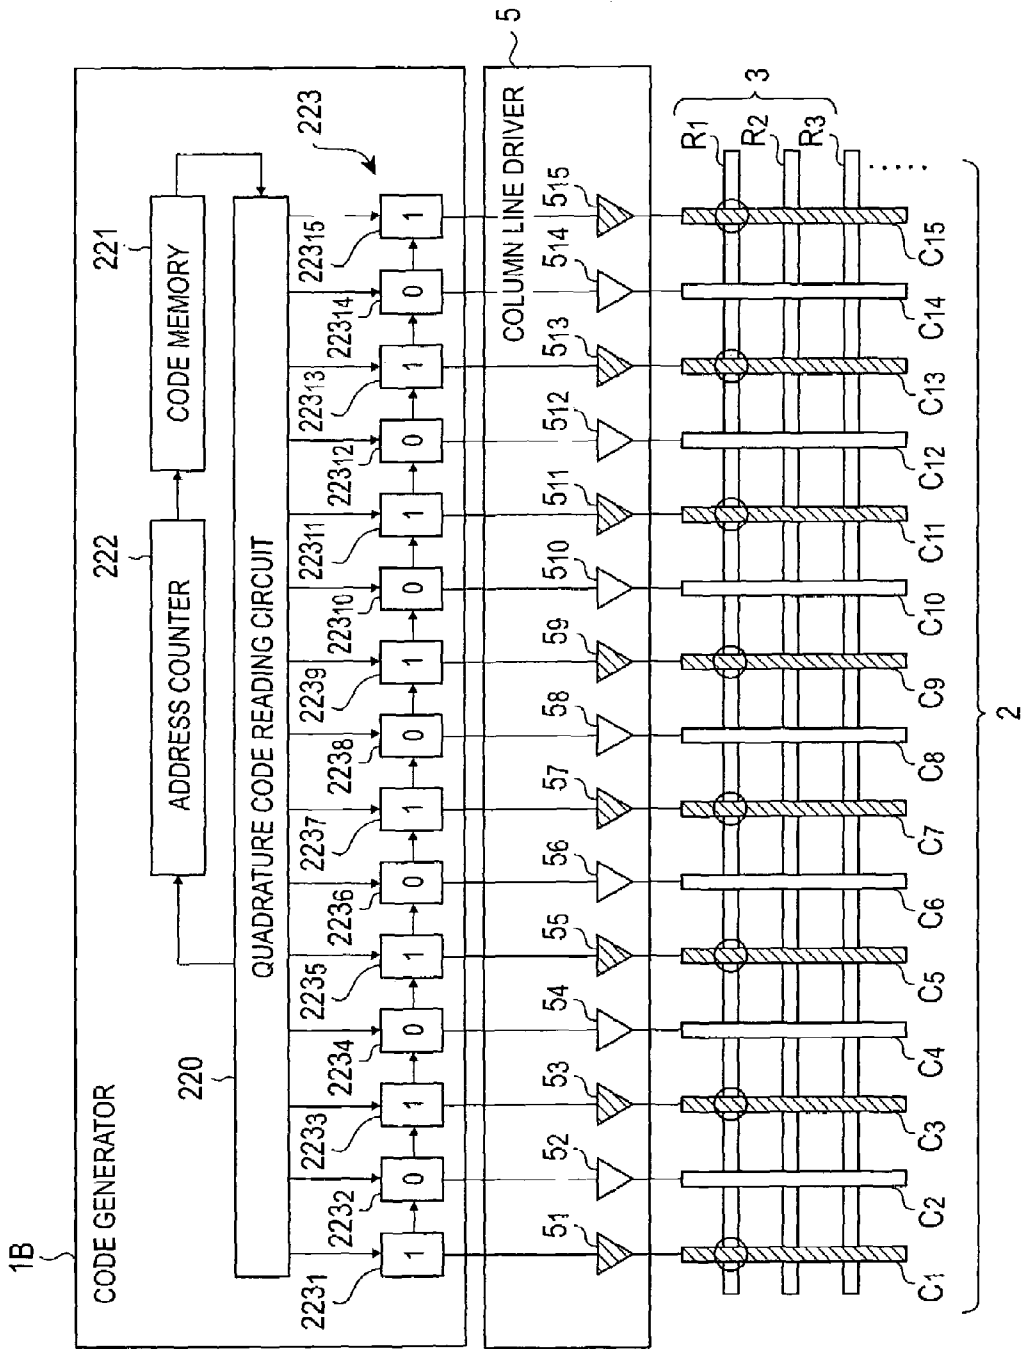 1B
CODE GENERATOR
222
221
ADDRESS COUNTER
CODE MEMORY
220
QUADRATURE CODE READING CIRCUIT
223
223₁ 223₂ 223₃ 223₄ 223₅ 223₆ 223₇ 223₈ 223₉ 223₁₀ 223₁₁ 223₁₂ 223₁₃ 223₁₄ 223₁₅
1 0 1 0 1 0 1 0 1 0 1 0 1 0 1
5
COLUMN LINE DRIVER
5₁ 5₂ 5₃ 5₄ 5₅ 5₆ 5₇ 5₈ 5₉ 5₁₀ 5₁₁ 5₁₂ 5₁₃ 5₁₄ 5₁₅
3
R1
R2
R3
.....
C1 C2 C3 C4 C5 C6 C7 C8 C9 C10 C11 C12 C13 C14 C15
2